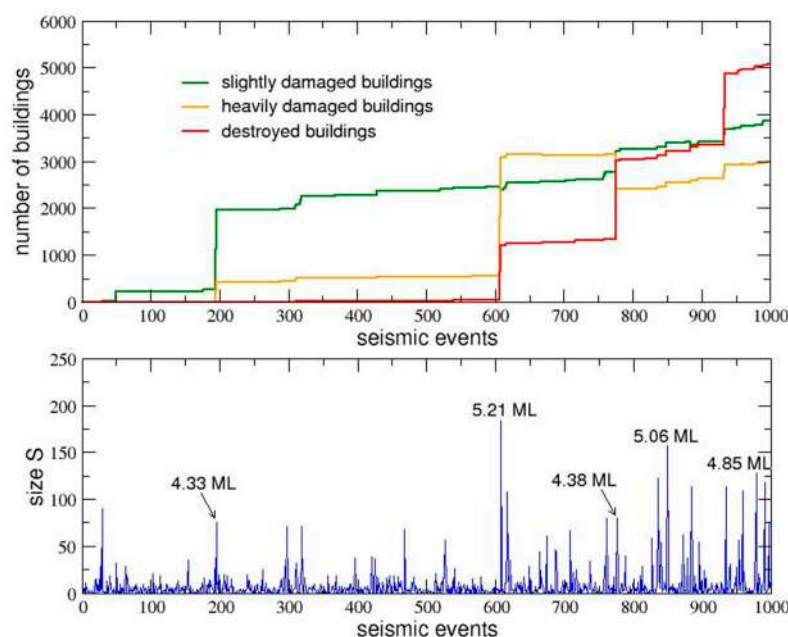 6000
5000
4000
3000
2000
1000
0
number of buildings
slightly damaged buildings
heavily damaged buildings
destroyed buildings
0 100 200 300 400 500 600 700 800 900 1000
seismic events
250
200
150
100
50
0
size S
4.33 ML
5.21 ML
4.38 ML
5.06 ML
4.85 ML
0 100 200 300 400 500 600 700 800 900 1000
seismic events